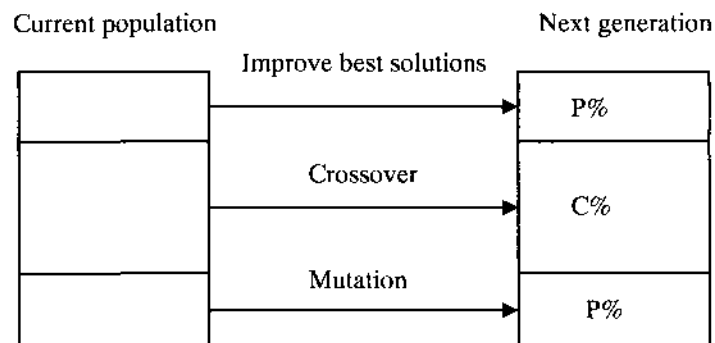 Current population
Next generation
Improve best solutions
P%
Crossover
C%
Mutation
P%